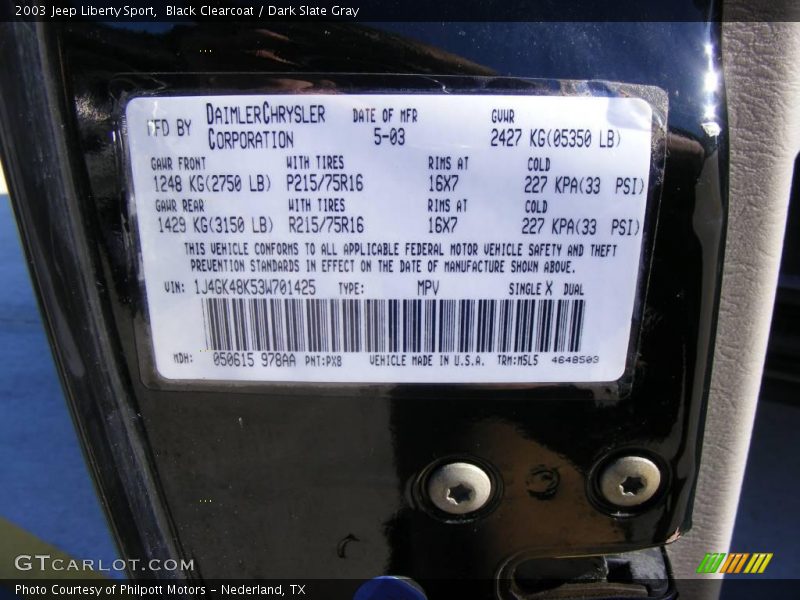 2003 Jeep Liberty Sport, Black Clearcoat / Dark Slate Gray
MFD BY DAIMLERCHRYSLER CORPORATION DATE OF MFR 5-03 GVWR 2427 KG(05350 LB)
GAWR FRONT WITH TIRES RIMS AT COLD
1248 KG(2750 LB) P215/75R16 16X7 227 KPA(33 PSI)
GAWR REAR WITH TIRES RIMS AT COLD
1429 KG(3150 LB) R215/75R16 16X7 227 KPA(33 PSI)
THIS VEHICLE CONFORMS TO ALL APPLICABLE FEDERAL MOTOR VEHICLE SAFETY AND THEFT
PREVENTION STANDARDS IN EFFECT ON THE DATE OF MANUFACTURE SHOWN ABOVE.
VIN: 1J4GK48K53W701425 TYPE: MPV SINGLE X DUAL
MDH: 050615 978AA PNT:PX8 VEHICLE MADE IN U.S.A. TRM:M5L5 4648503
GTCARLOT.COM
Photo Courtesy of Philpott Motors - Nederland, TX